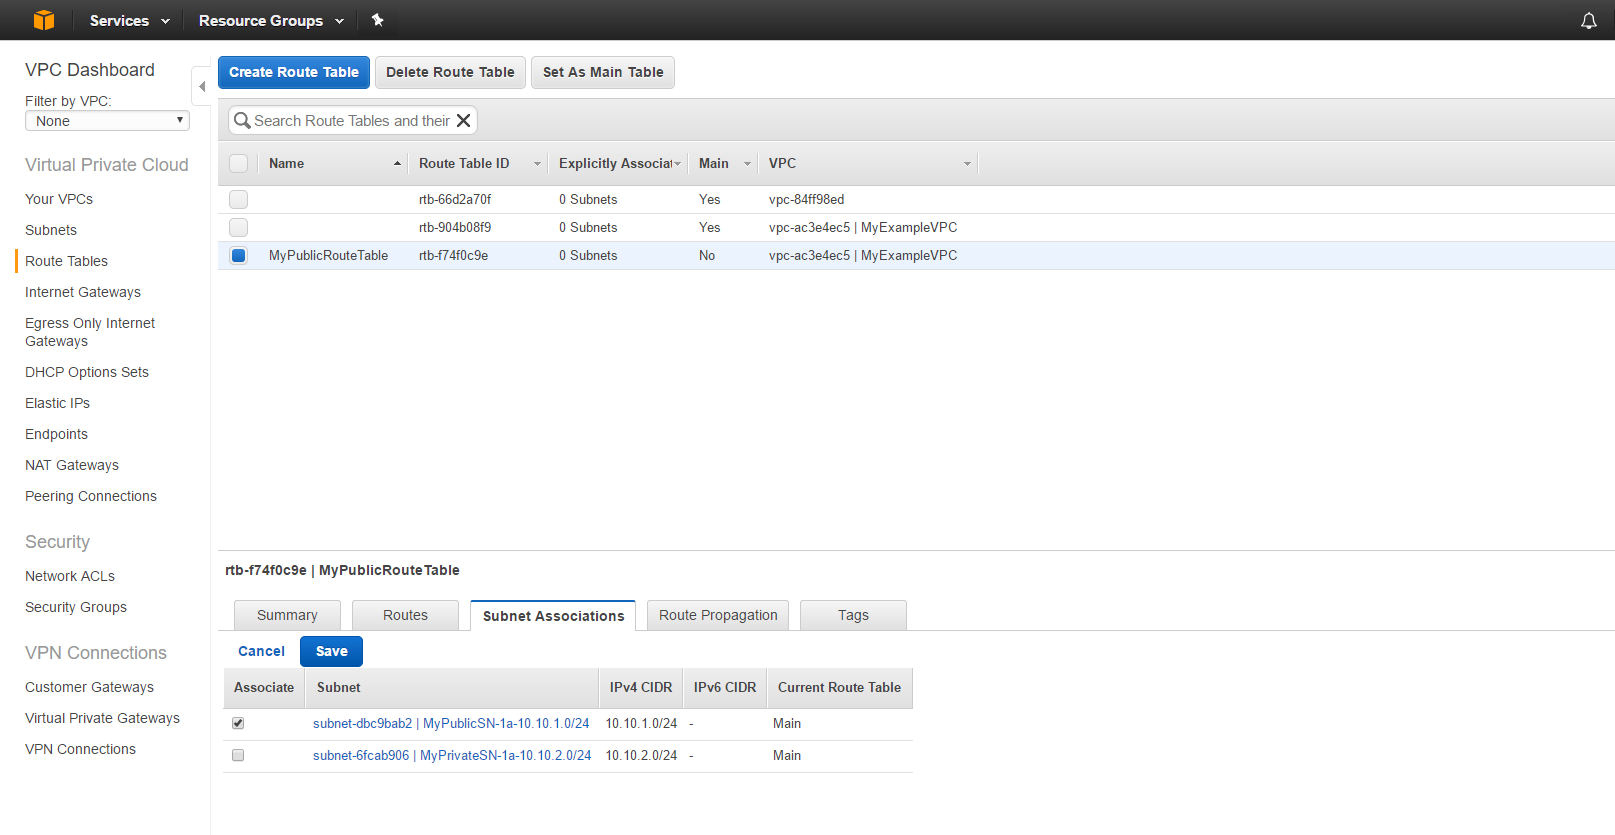 Services Resource Groups
VPC Dashboard
Filter by VPC:
None
Virtual Private Cloud
Your VPCs
Subnets
Route Tables
Internet Gateways
Egress Only Internet
Gateways
DHCP Options Sets
Elastic IPs
Endpoints
NAT Gateways
Peering Connections
Security
Network ACLs
Security Groups
VPN Connections
Customer Gateways
Virtual Private Gateways
VPN Connections
Create Route Table Delete Route Table Set As Main Table
Search Route Tables and their
Name Route Table ID Explicitly Associat Main VPC
rtb-66d2a70f 0 Subnets Yes vpc-84ff98ed
rtb-904b08f9 0 Subnets Yes vpc-ac3e4ec5 | MyExampleVPC
MyPublicRouteTable rtb-f74f0c9e 0 Subnets No vpc-ac3e4ec5 | MyExampleVPC
rtb-f74f0c9e | MyPublicRouteTable
Summary Routes Subnet Associations Route Propagation Tags
Cancel Save
Associate Subnet IPv4 CIDR IPv6 CIDR Current Route Table
subnet-dbc9bab2 | MyPublicSN-1a-10.10.1.0/24 10.10.1.0/24 - Main
subnet-6fcab906 | MyPrivateSN-1a-10.10.2.0/24 10.10.2.0/24 - Main